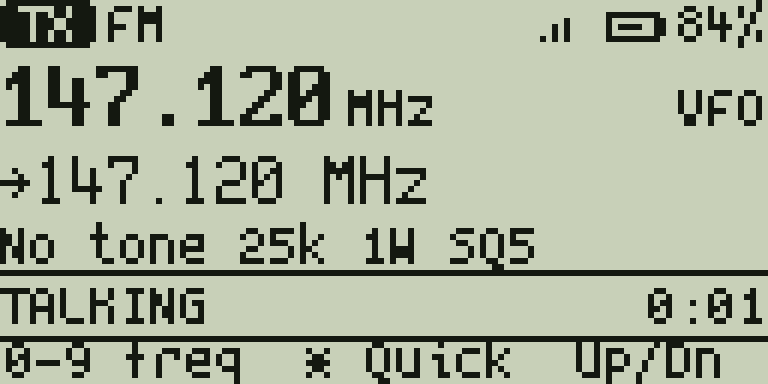 TX FM 84%
147.120 MHz VFO
→147.120 MHz
No tone 25k 1W SQ5
TALKING 0:01
0-9 freq * Quick Up/Dn